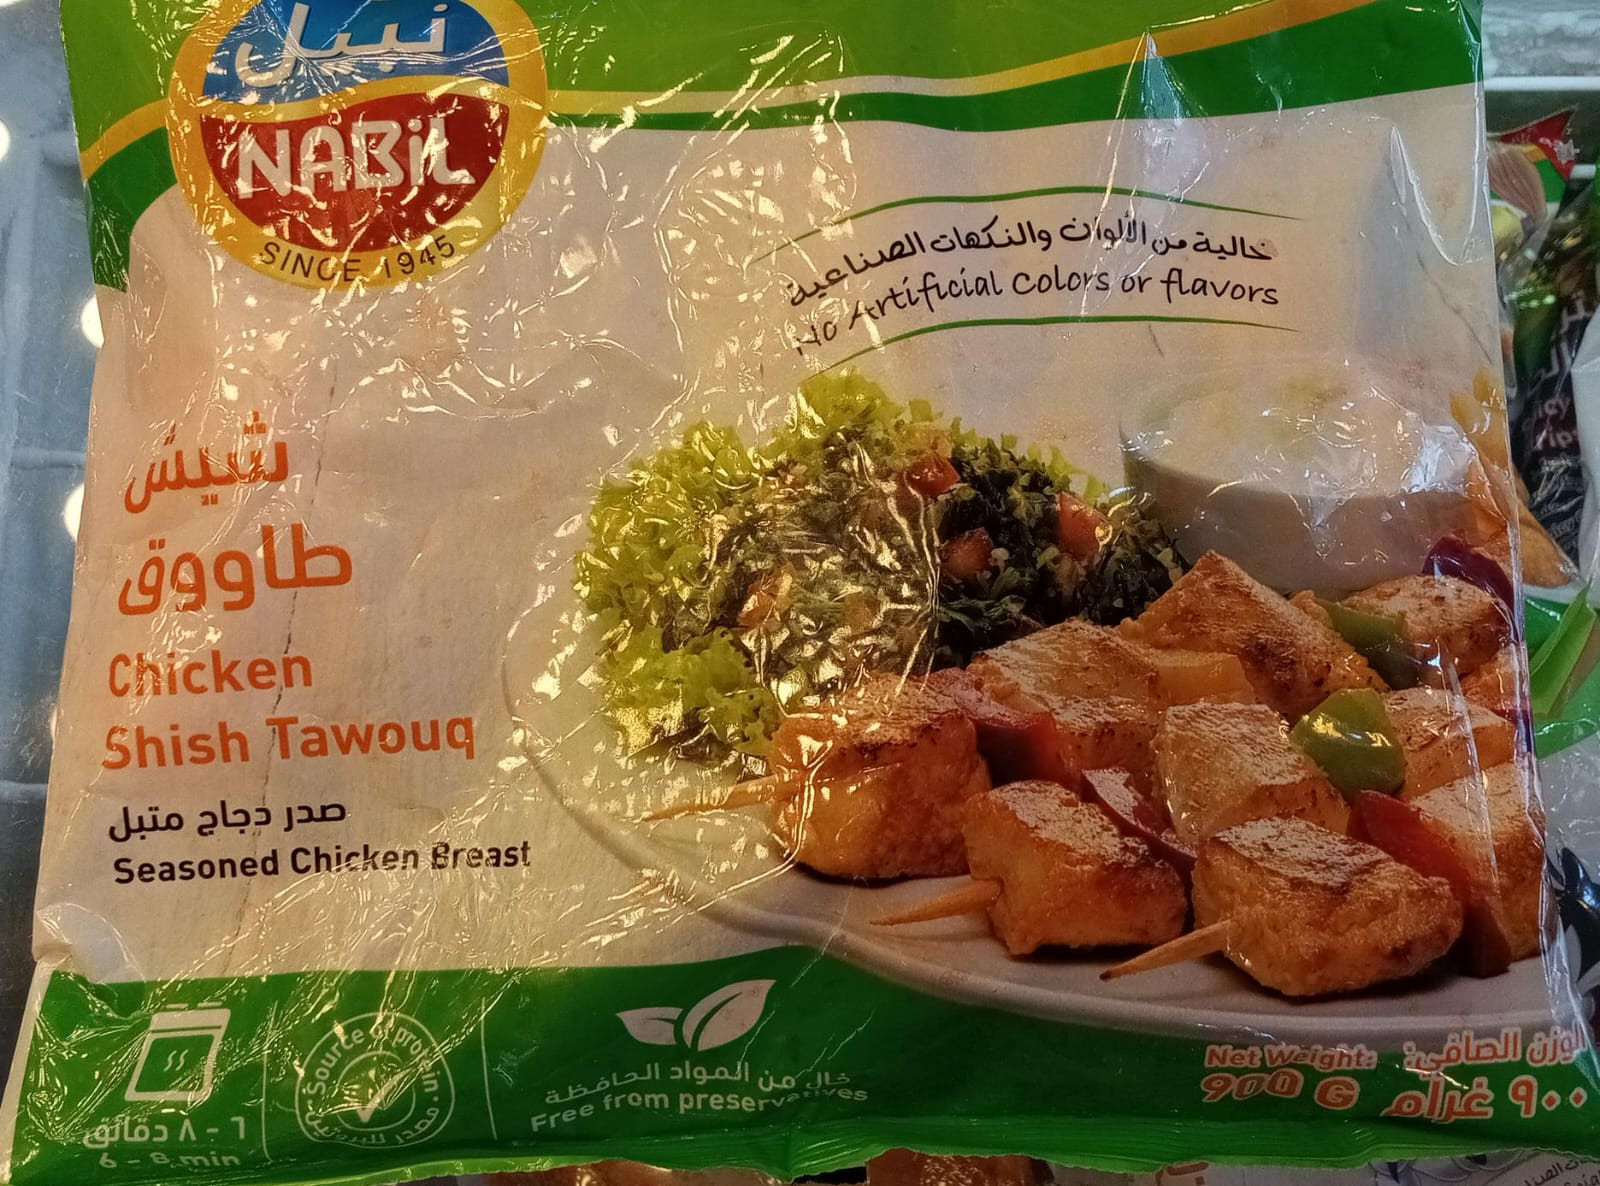 نبيل
NABiL
SINCE 1945
خالية من الألوان والنكهات الصناعية
No Artificial colors or flavors
شيش
طاووق
Chicken
Shish Tawouq
صدر دجاج متبل
Seasoned Chicken Breast
٦ - ٨ دقائق
6 - 8 min
Source of protein
مصدر للبروتين
خال من المواد الحافظة
Free from preservatives
Net Weight: الوزن الصافي:
900 G ٩٠٠ غرام